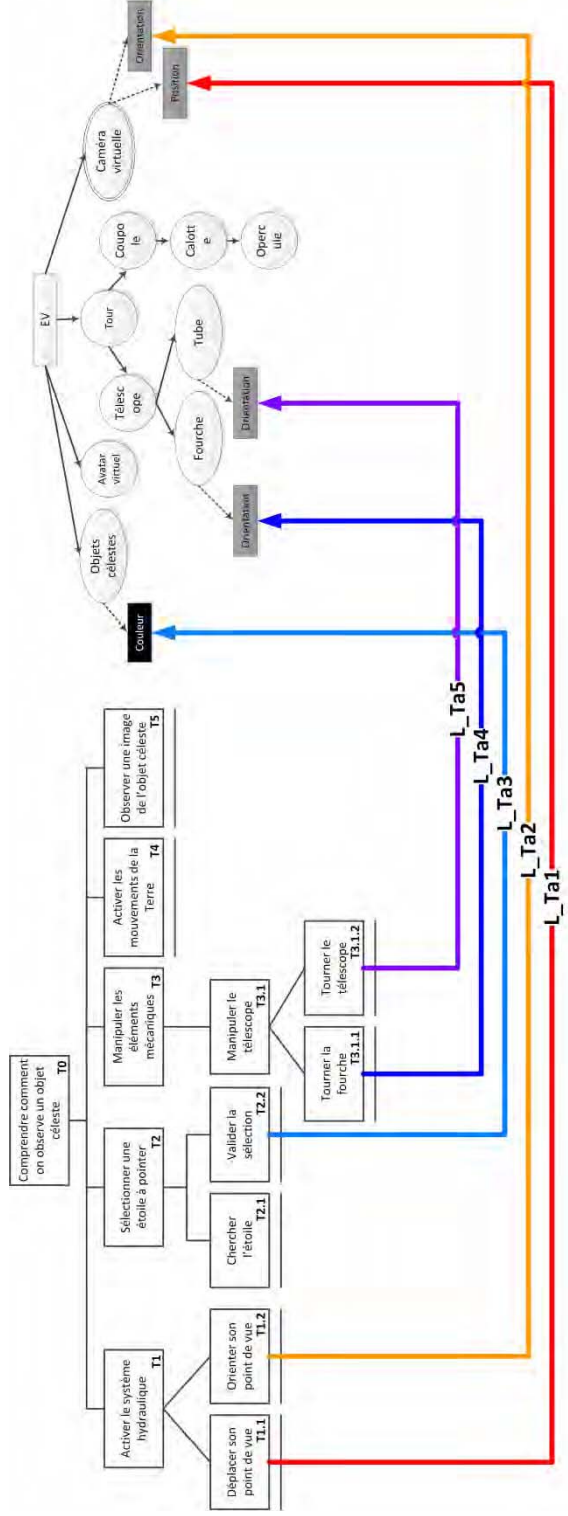 Comprendre comment
on observe un objet
céleste
T0
Activer le système
hydraulique
T1
Sélectionner une
étoile à pointer
T2
Manipuler les
éléments
mécaniques
T3
Activer les
mouvements de la
Terre
T4
Observer une image
de l'objet céleste
T5
Déplacer son
point de vue
T1.1
Orienter son
point de vue
T1.2
Chercher
l'étoile
T2.1
Valider la
sélection
T2.2
Manipuler le
télescope
T3.1
Tourner la
fourche
T3.1.1
Tourner le
télescope
T3.1.2
EV
Objets
célestes
Avatar
virtuel
Tour
Caméra
virtuelle
Couleur
Télesc
ope
Coupo
le
Orientation
Position
Fourche
Tube
Calott
e
Operc
ule
Orientation
Orientation
L_Ta5
L_Ta4
L_Ta3
L_Ta2
L_Ta1